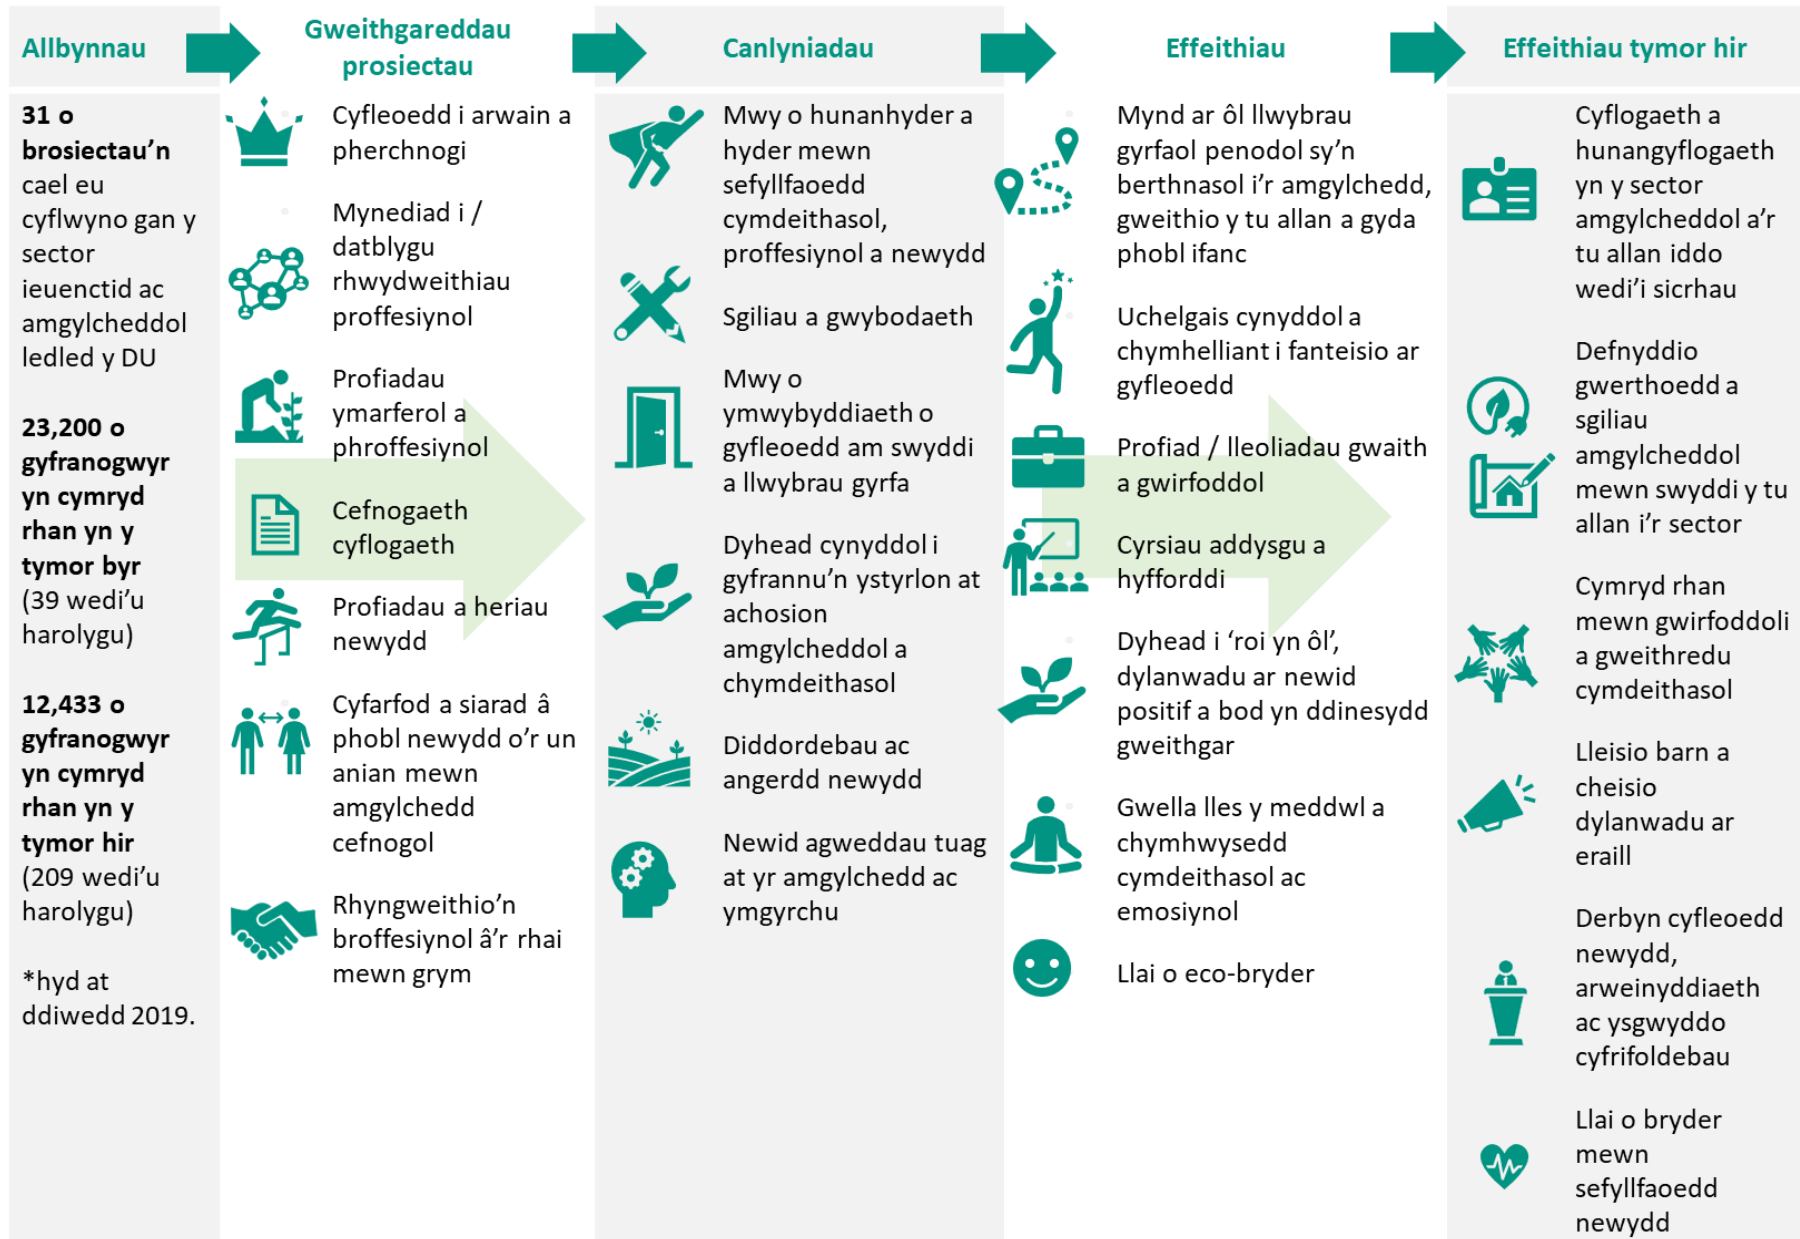 Allbynnau
Gweithgareddau
prosiectau
Canlyniadau
Effeithiau
Effeithiau tymor hir
31 o
brosiectau’n
cael eu
cyflwyno gan y
sector
ieuenctid ac
amgylcheddol
ledled y DU
23,200 o
gyfranogwyr
yn cymryd
rhan yn y
tymor byr
(39 wedi’u
harolygu)
12,433 o
gyfranogwyr
yn cymryd
rhan yn y
tymor hir
(209 wedi’u
harolygu)
*hyd at
ddiwedd 2019.
Cyfleoedd i arwain a
pherchnogi
Mynediad i /
datblygu
rhwydweithiau
proffesiynol
Profiadau
ymarferol a
phroffesiynol
Cefnogaeth
cyflogaeth
Profiadau a heriau
newydd
Cyfarfod a siarad â
phobl newydd o’r un
anian mewn
amgylchedd
cefnogol
Rhyngweithio’n
broffesiynol â’r rhai
mewn grym
Mwy o hunanhyder a
hyder mewn
sefyllfaoedd
cymdeithasol,
proffesiynol a newydd
Sgiliau a gwybodaeth
Mwy o
ymwybyddiaeth o
gyfleoedd am swyddi
a llwybrau gyrfa
Dyhead cynyddol i
gyfrannu’n ystyrlon at
achosion
amgylcheddol a
chymdeithasol
Diddordebau ac
angerdd newydd
Newid agweddau tuag
at yr amgylchedd ac
ymgyrchu
Mynd ar ôl llwybrau
gyrfaol penodol sy’n
berthnasol i’r amgylchedd,
gweithio y tu allan a gyda
phobl ifanc
Uchelgais cynyddol a
chymhelliant i fanteisio ar
gyfleoedd
Profiad / lleoliadau gwaith
a gwirfoddol
Cyrsiau addysgu a
hyfforddi
Dyhead i ‘roi yn ôl’,
dylanwadu ar newid
positif a bod yn ddinesydd
gweithgar
Gwella lles y meddwl a
chymhwysedd
cymdeithasol ac
emosiynol
Llai o eco-bryder
Cyflogaeth a
hunangyflogaeth
yn y sector
amgylcheddol a’r
tu allan iddo
wedi’i sicrhau
Defnyddio
gwerthoedd a
sgiliau
amgylcheddol
mewn swyddi y tu
allan i’r sector
Cymryd rhan
mewn gwirfoddoli
a gweithredu
cymdeithasol
Lleisio barn a
cheisio
dylanwadu ar
eraill
Derbyn cyfleoedd
newydd,
arweinyddiaeth
ac ysgwyddo
cyfrifoldebau
Llai o bryder
mewn
sefyllfaoedd
newydd